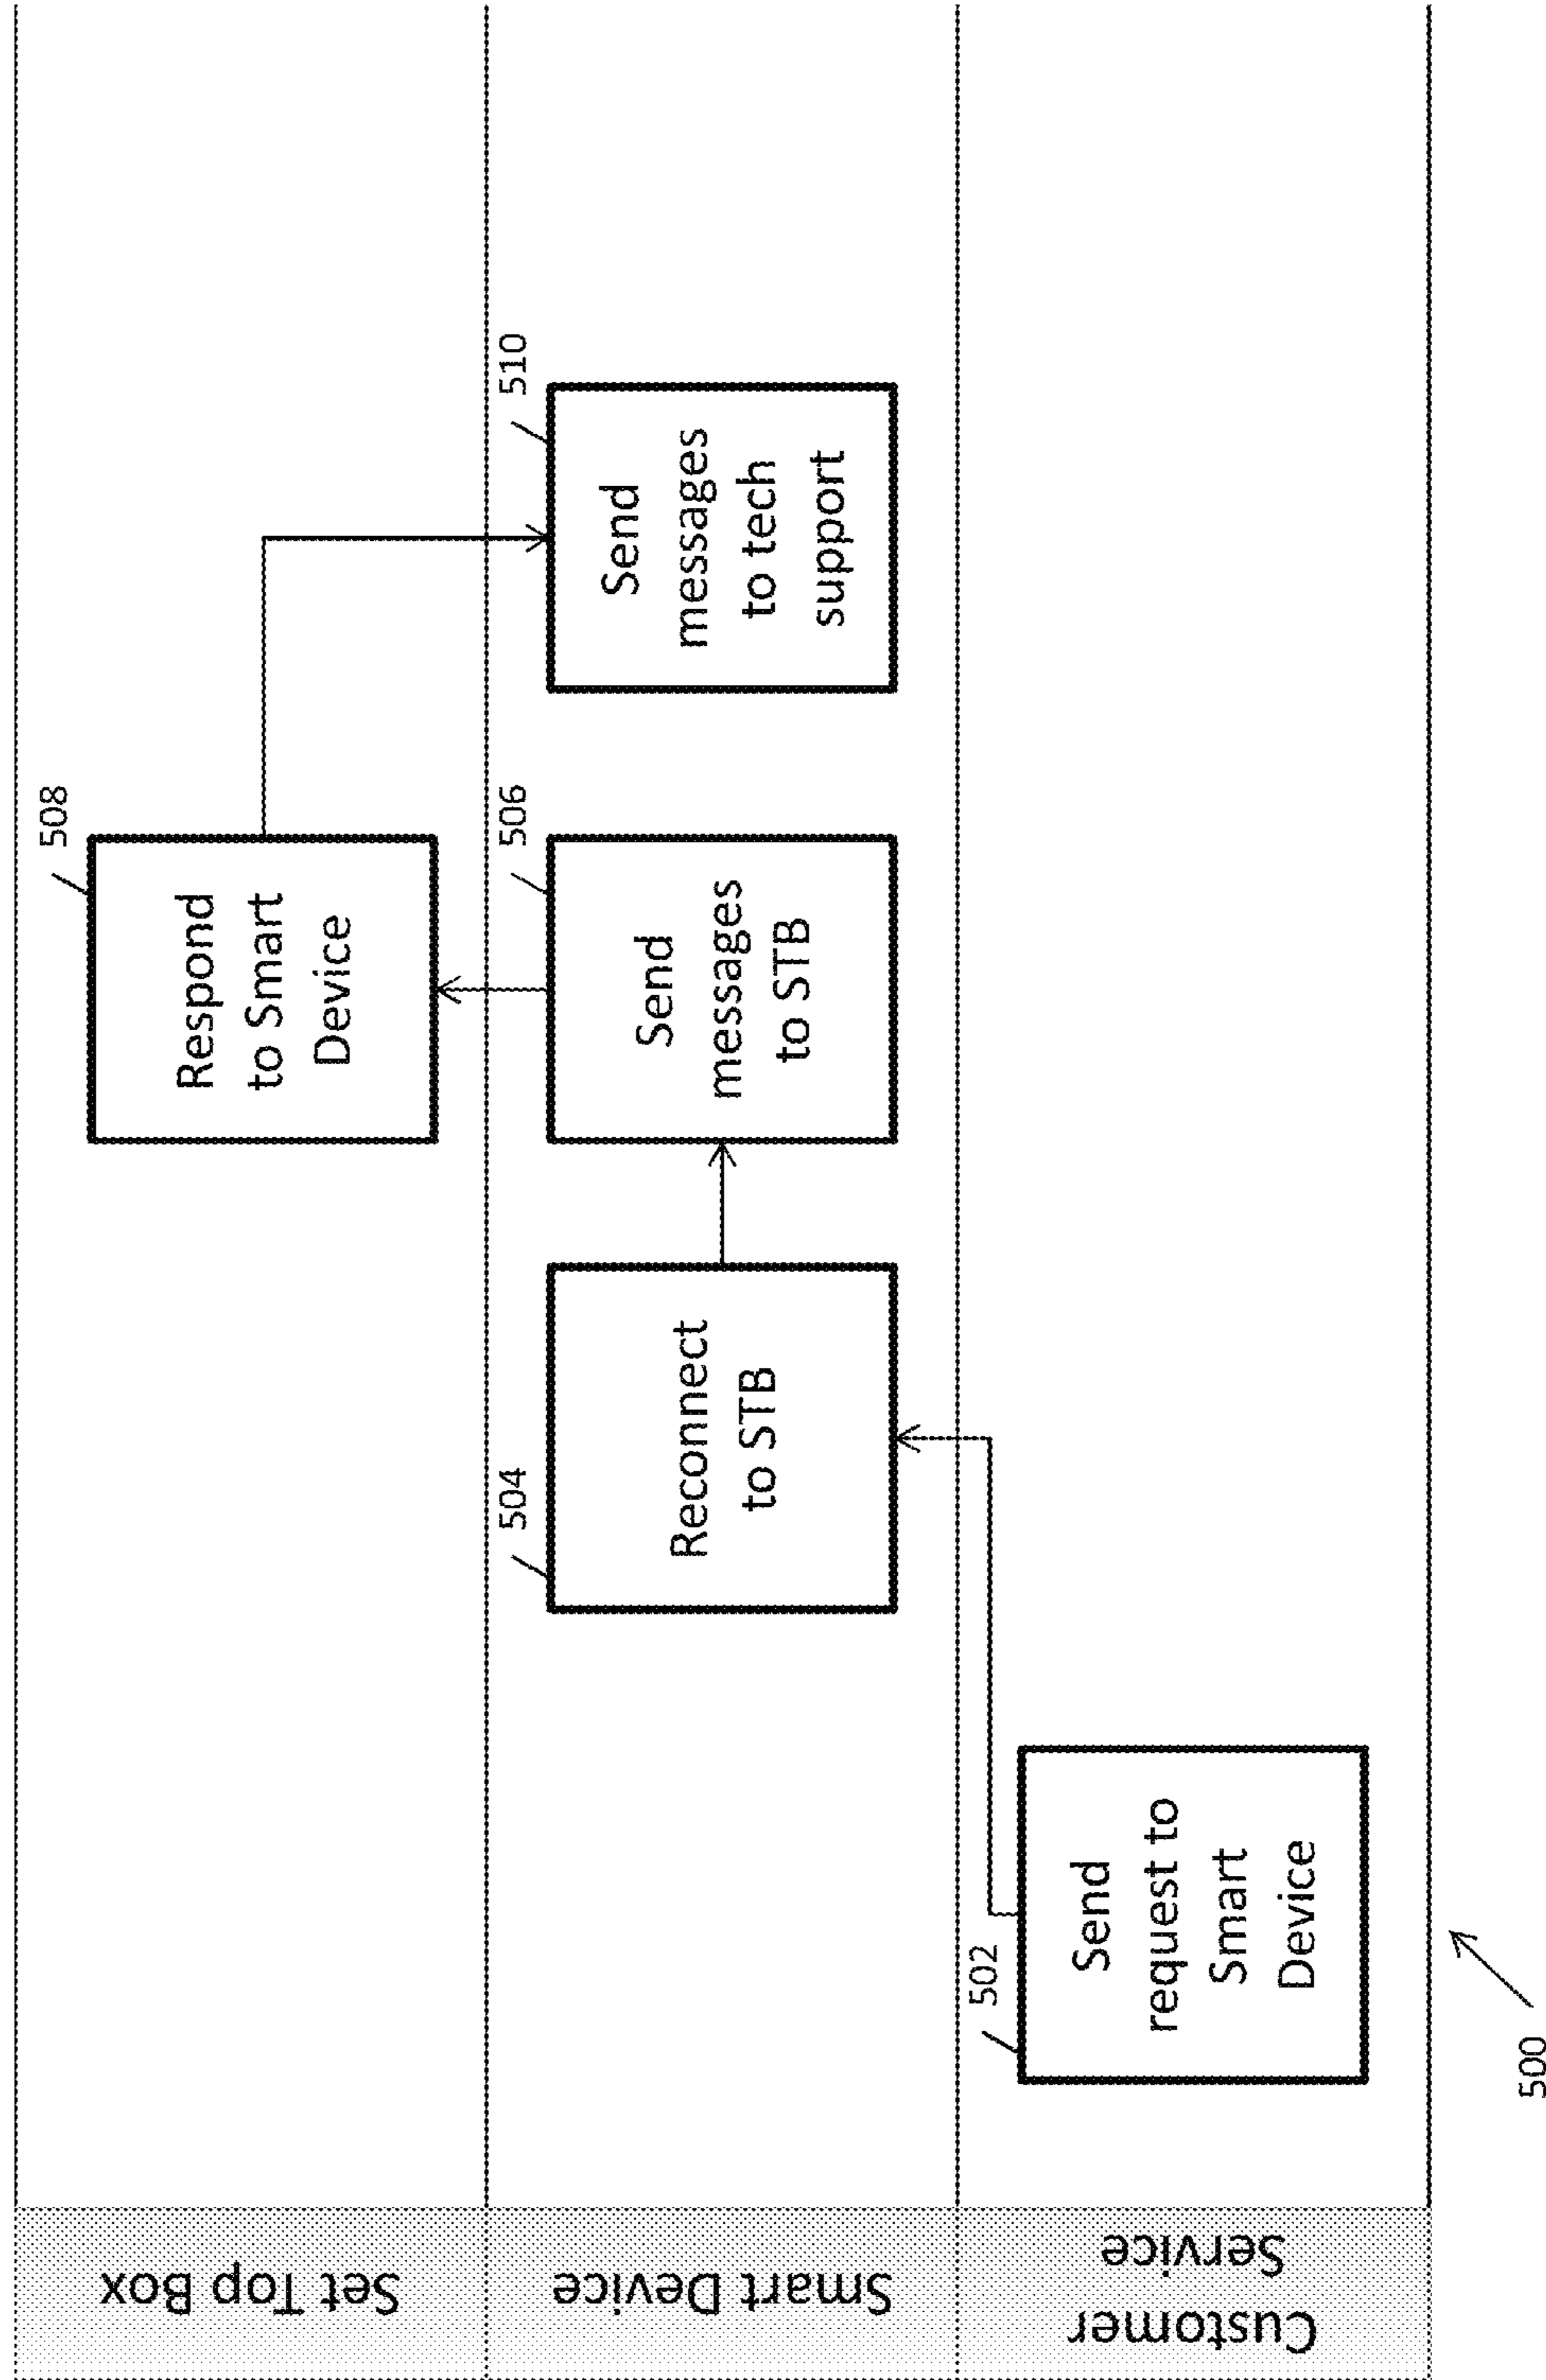 Set Top Box
508
Respond
to Smart
Device
Smart Device
504
Reconnect
to STB
506
Send
messages
to STB
510
Send
messages
to tech
support
Customer
Service
502
Send
request to
Smart
Device
500